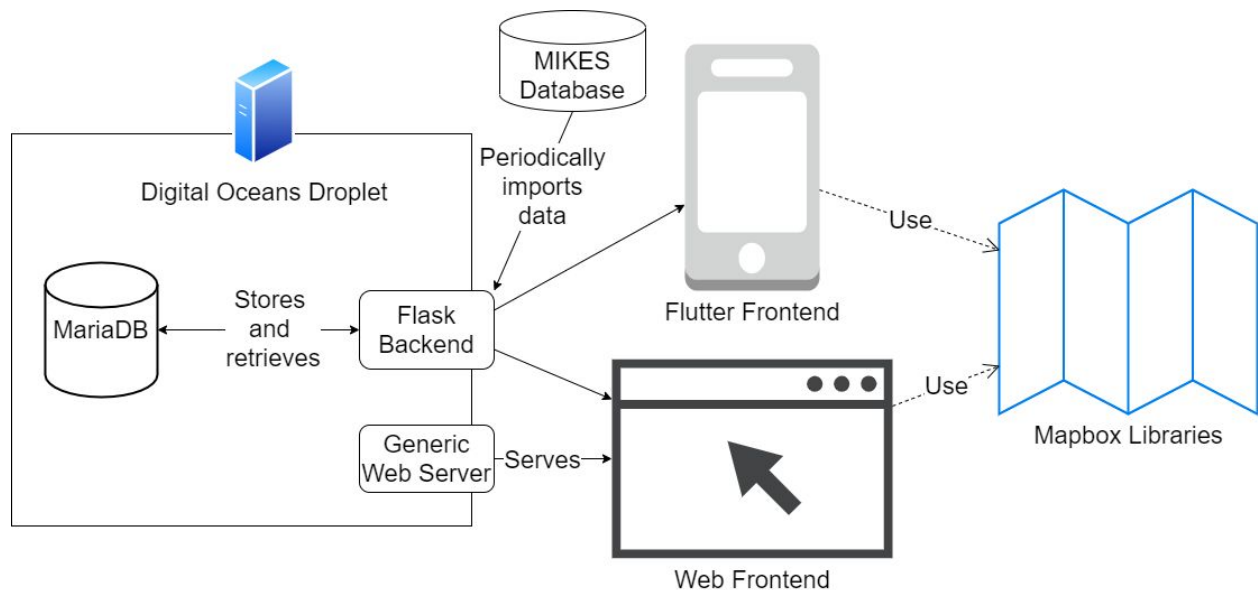 MIKES
Database
Periodically
imports
data
Digital Oceans Droplet
MariaDB
Stores
and
retrieves
Flask
Backend
Generic
Web Server
Serves
Flutter Frontend
Use
Web Frontend
Use
Mapbox Libraries